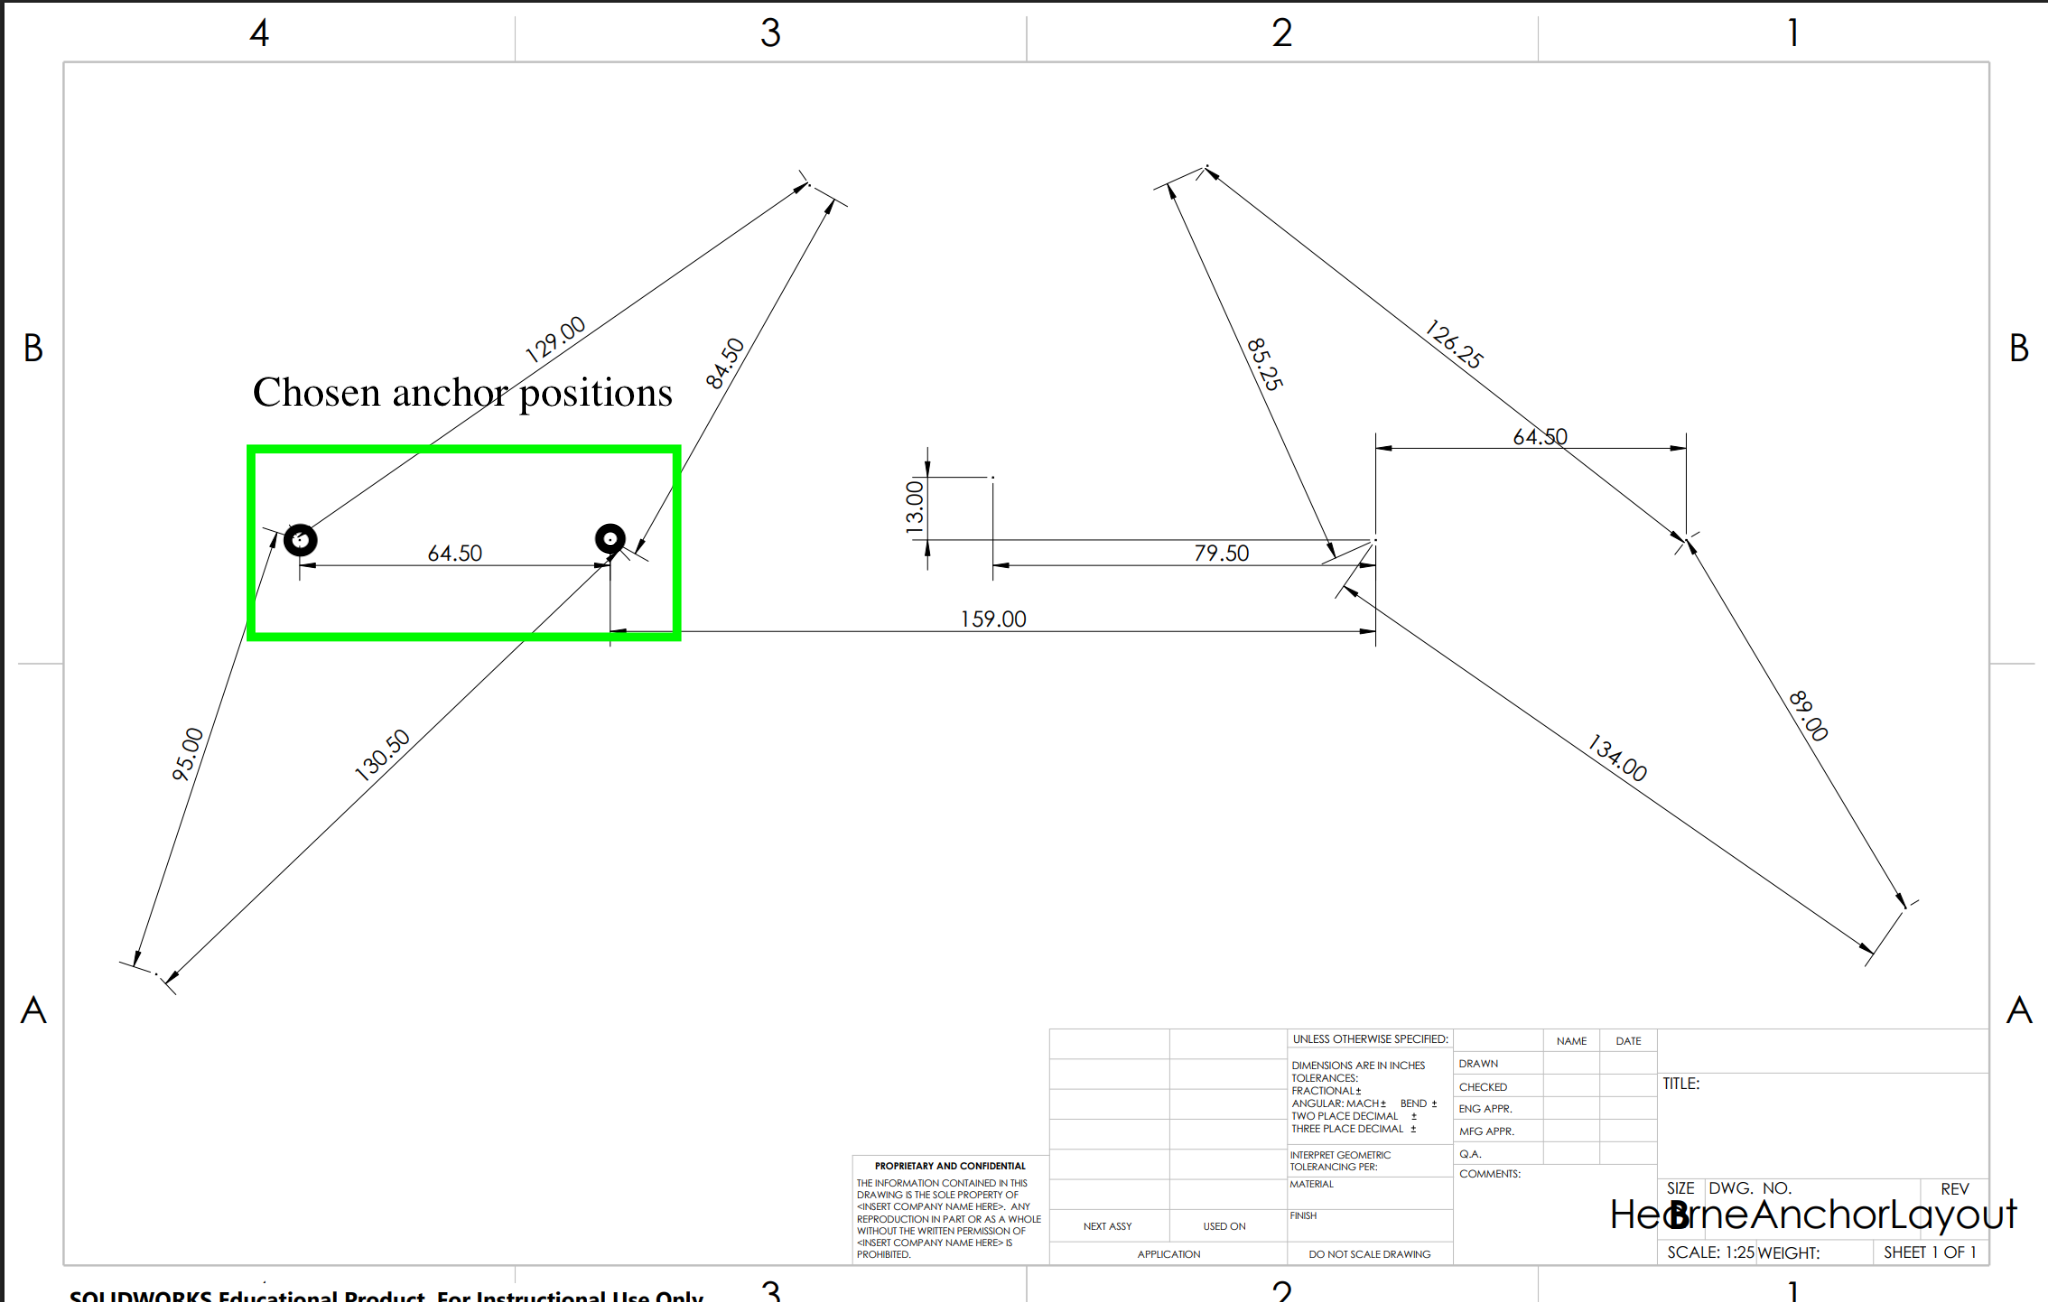 4 3 2 1
B B
129.00
84.50
85.25
126.25
Chosen anchor positions
64.50
13.00
64.50
79.50
159.00
95.00
130.50
89.00
134.00
A A
UNLESS OTHERWISE SPECIFIED:
DIMENSIONS ARE IN INCHES
TOLERANCES:
FRACTIONAL±
ANGULAR: MACH± BEND ±
TWO PLACE DECIMAL ±
THREE PLACE DECIMAL ±
INTERPRET GEOMETRIC
TOLERANCING PER:
MATERIAL
FINISH
DO NOT SCALE DRAWING
NAME DATE
DRAWN
CHECKED
ENG APPR.
MFG APPR.
Q.A.
COMMENTS:
TITLE:
SIZE DWG. NO. REV
B
HearneAnchorLayout
SCALE: 1:25 WEIGHT: SHEET 1 OF 1
PROPRIETARY AND CONFIDENTIAL
THE INFORMATION CONTAINED IN THIS
DRAWING IS THE SOLE PROPERTY OF
<INSERT COMPANY NAME HERE>. ANY
REPRODUCTION IN PART OR AS A WHOLE
WITHOUT THE WRITTEN PERMISSION OF
<INSERT COMPANY NAME HERE> IS
PROHIBITED.
NEXT ASSY USED ON
APPLICATION
3 2 1
SOLIDWORKS Educational Product. For Instructional Use Only.